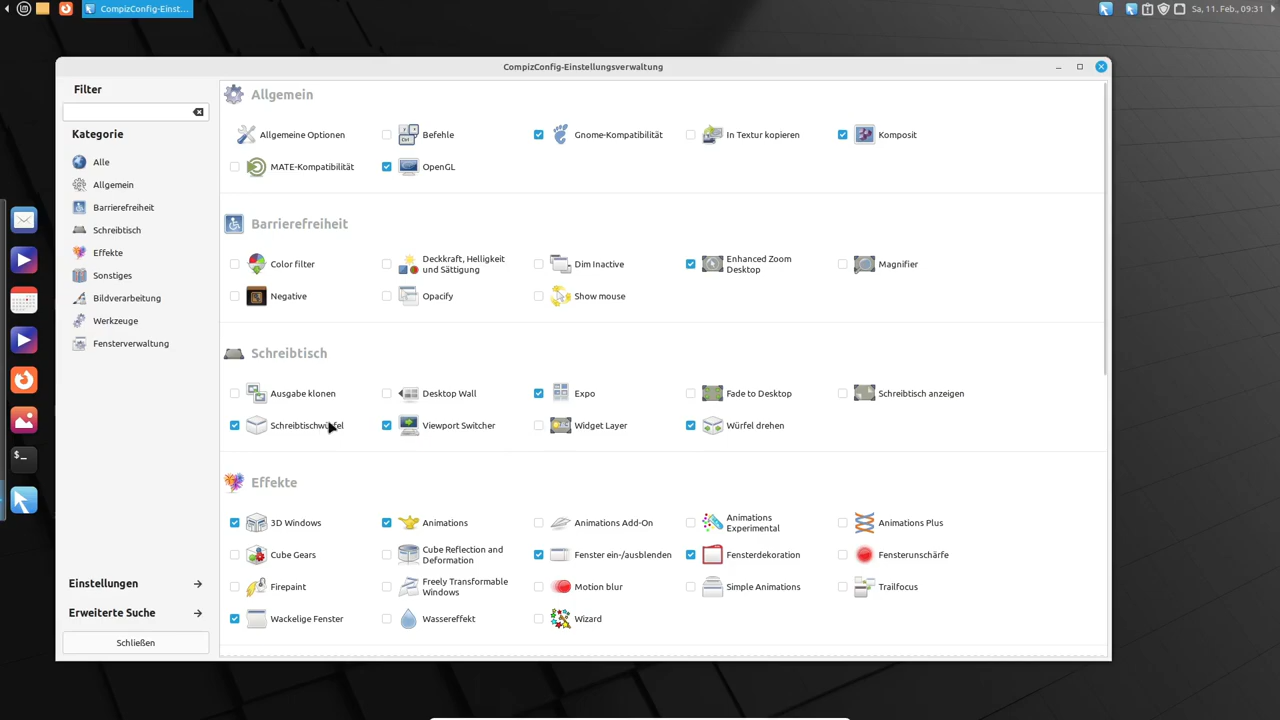 CompizConfig-Einst...
Sa, 11. Feb., 09:31
CompizConfig-Einstellungsverwaltung
Filter
Kategorie
Alle
Allgemein
Barrierefreiheit
Schreibtisch
Effekte
Sonstiges
Bildverarbeitung
Werkzeuge
Fensterverwaltung
Einstellungen
Erweiterte Suche
Schließen
Allgemein
Allgemeine Optionen
Befehle
Gnome-Kompatibilität
In Textur kopieren
Komposit
MATE-Kompatibilität
OpenGL
Barrierefreiheit
Color filter
Deckkraft, Helligkeit
und Sättigung
Dim Inactive
Enhanced Zoom
Desktop
Magnifier
Negative
Opacify
Show mouse
Schreibtisch
Ausgabe klonen
Desktop Wall
Expo
Fade to Desktop
Schreibtisch anzeigen
Schreibtischwürfel
Viewport Switcher
Widget Layer
Würfel drehen
Effekte
3D Windows
Animations
Animations Add-On
Animations
Experimental
Animations Plus
Cube Gears
Cube Reflection and
Deformation
Fenster ein-/ausblenden
Fensterdekoration
Fensterunschärfe
Firepaint
Freely Transformable
Windows
Motion blur
Simple Animations
Trailfocus
Wackelige Fenster
Wassereffekt
Wizard